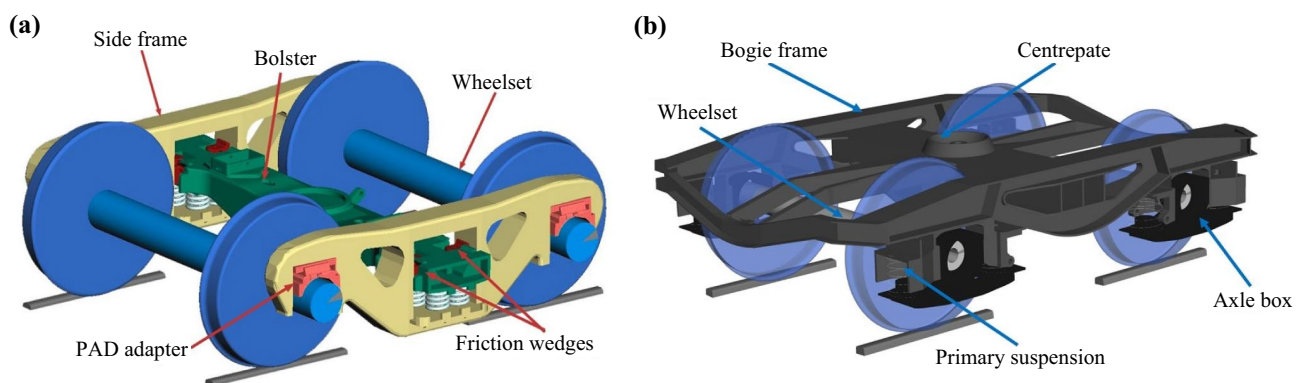 (a)
Side frame
Bolster
Wheelset
PAD adapter
Friction wedges
(b)
Bogie frame
Centrepate
Wheelset
Axle box
Primary suspension